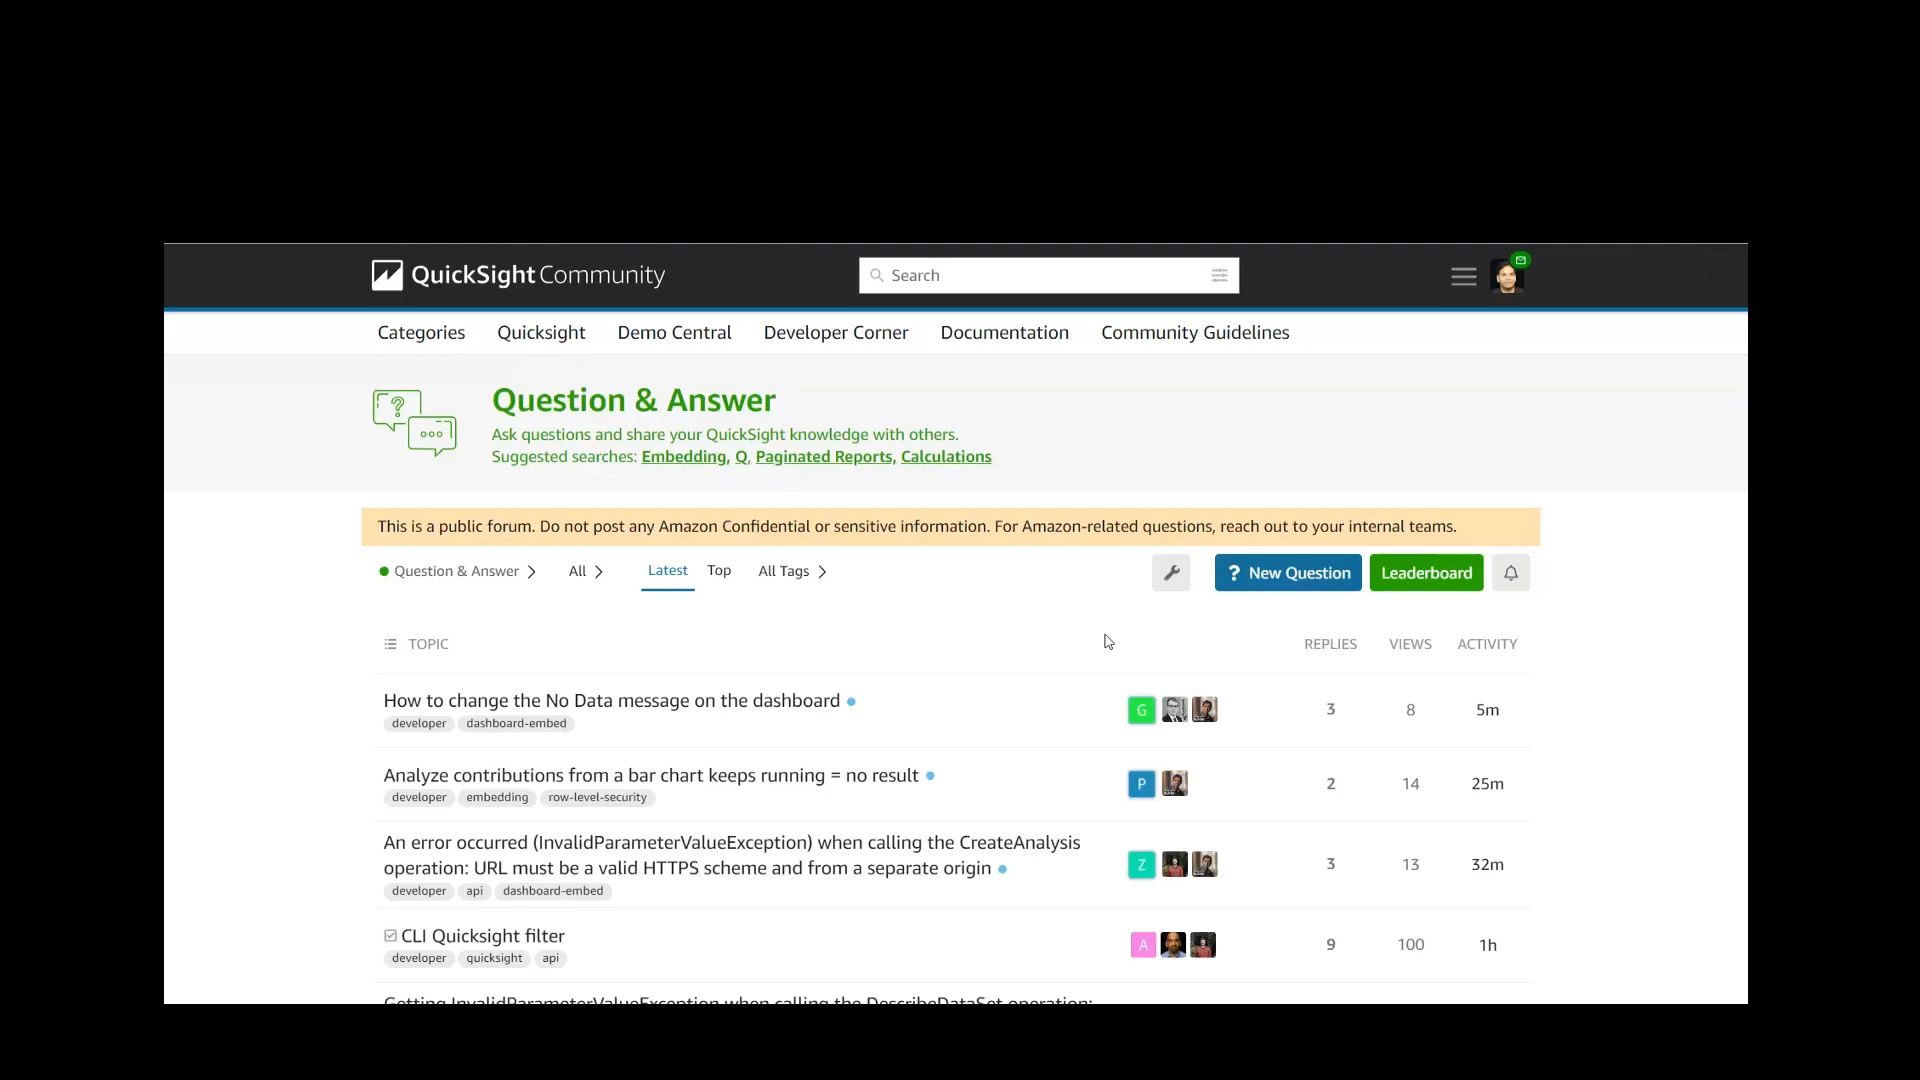 QuickSight Community
Search
Categories Quicksight Demo Central Developer Corner Documentation Community Guidelines
Question & Answer
Ask questions and share your QuickSight knowledge with others.
Suggested searches: Embedding, Q, Paginated Reports, Calculations
This is a public forum. Do not post any Amazon Confidential or sensitive information. For Amazon-related questions, reach out to your internal teams.
Question & Answer All Latest Top All Tags ? New Question Leaderboard
TOPIC REPLIES VIEWS ACTIVITY
How to change the No Data message on the dashboard G 3 8 5m
developer dashboard-embed
Analyze contributions from a bar chart keeps running = no result P 2 14 25m
developer embedding row-level-security
An error occurred (InvalidParameterValueException) when calling the CreateAnalysis
operation: URL must be a valid HTTPS scheme and from a separate origin Z 3 13 32m
developer api dashboard-embed
CLI Quicksight filter A 9 100 1h
developer quicksight api
Getting InvalidParameterValueException when calling the DescribeDataSet operation: